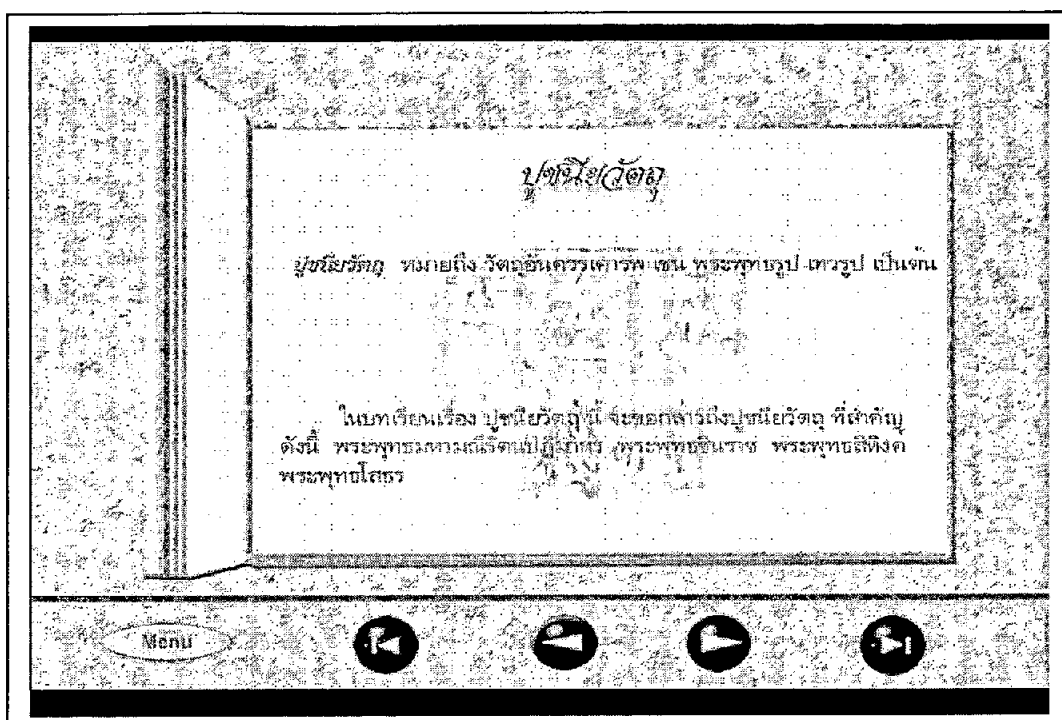 ปูชนียวัตถุ
ปูชนียวัตถุ หมายถึง วัตถุอันควรเคารพ เช่น พระพุทธรูป เทวรูป เป็นต้น
ในบทเรียนเรื่อง ปูชนียวัตถุนี้ จะขอกล่าวถึงปูชนียวัตถุ ที่สำคัญ
ดังนี้ พระพุทธมหามณีรัตนปฏิมากร พระพุทธชินราช พระพุทธสิหิงค
พระพุทธโสธร
Menu